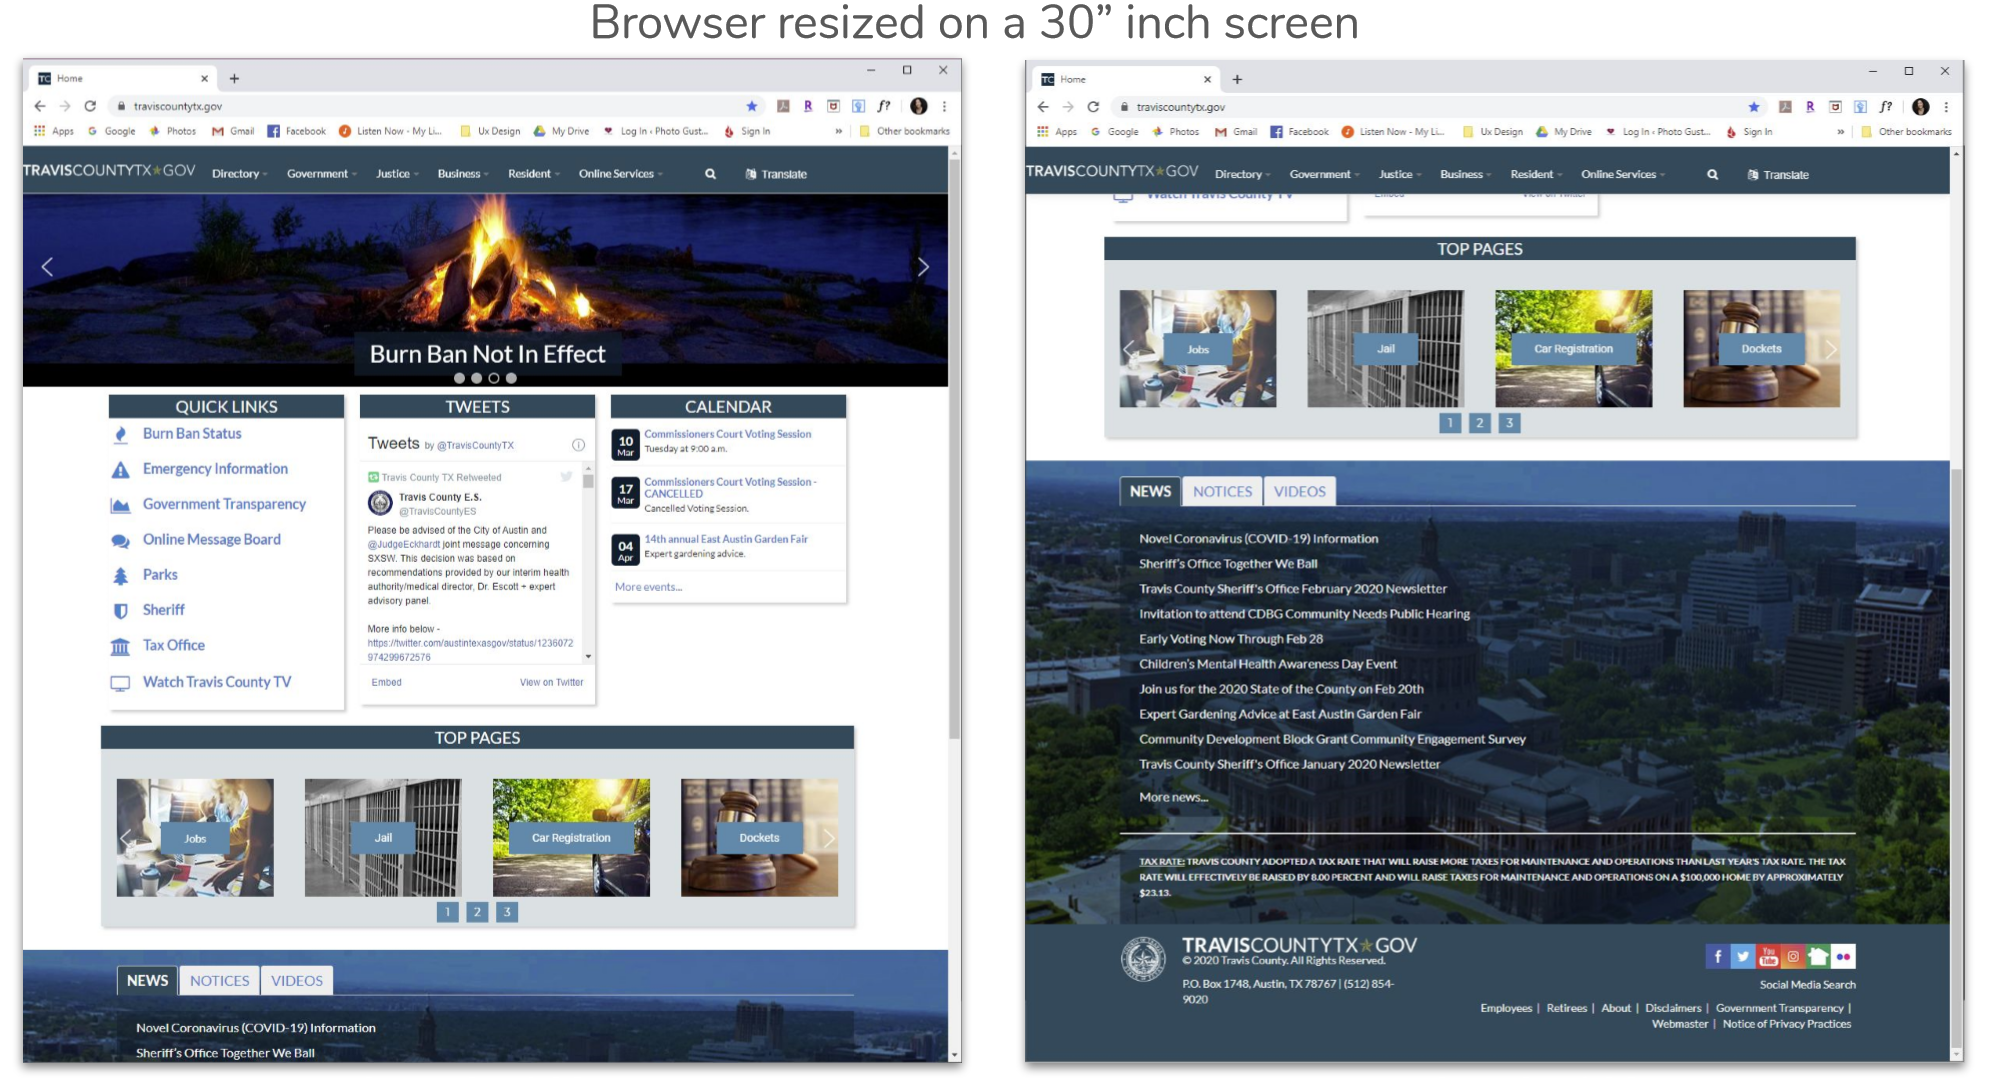 Browser resized on a 30” inch screen
TC Home × +
traviscountytx.gov
Apps Google Photos Gmail Facebook Listen Now - My Li... Ux Design My Drive Log In ‹ Photo Gust... Sign In » Other bookmarks
TRAVISCOUNTYTX★GOV Directory Government Justice Business Resident Online Services Translate
Burn Ban Not In Effect
QUICK LINKS
Burn Ban Status
Emergency Information
Government Transparency
Online Message Board
Parks
Sheriff
Tax Office
Watch Travis County TV
TWEETS
Tweets by @TravisCountyTX
Travis County TX Retweeted
Travis County E.S.
@TravisCountyES
Please be advised of the City of Austin and
@JudgeEckhardt joint message concerning
SXSW. This decision was based on
recommendations provided by our interim health
authority/medical director, Dr. Escott + expert
advisory panel.
More info below -
https://twitter.com/austintexasgov/status/1236072
974299672576
Embed View on Twitter
CALENDAR
10 Mar Commissioners Court Voting Session
Tuesday at 9:00 a.m.
17 Mar Commissioners Court Voting Session -
CANCELLED
Cancelled Voting Session.
04 Apr 14th annual East Austin Garden Fair
Expert gardening advice.
More events...
TOP PAGES
Jobs Jail Car Registration Dockets
1 2 3
NEWS NOTICES VIDEOS
Novel Coronavirus (COVID-19) Information
Sheriff's Office Together We Ball
TC Home × +
traviscountytx.gov
Apps Google Photos Gmail Facebook Listen Now - My Li... Ux Design My Drive Log In ‹ Photo Gust... Sign In » Other bookmarks
TRAVISCOUNTYTX★GOV Directory Government Justice Business Resident Online Services Translate
Watch Travis County TV Embed View on Twitter
TOP PAGES
Jobs Jail Car Registration Dockets
1 2 3
NEWS NOTICES VIDEOS
Novel Coronavirus (COVID-19) Information
Sheriff's Office Together We Ball
Travis County Sheriff's Office February 2020 Newsletter
Invitation to attend CDBG Community Needs Public Hearing
Early Voting Now Through Feb 28
Children's Mental Health Awareness Day Event
Join us for the 2020 State of the County on Feb 20th
Expert Gardening Advice at East Austin Garden Fair
Community Development Block Grant Community Engagement Survey
Travis County Sheriff's Office January 2020 Newsletter
More news...
TAX RATE: TRAVIS COUNTY ADOPTED A TAX RATE THAT WILL RAISE MORE TAXES FOR MAINTENANCE AND OPERATIONS THAN LAST YEAR'S TAX RATE. THE TAX
RATE WILL EFFECTIVELY BE RAISED BY 8.00 PERCENT AND WILL RAISE TAXES FOR MAINTENANCE AND OPERATIONS ON A $100,000 HOME BY APPROXIMATELY
$23.13.
TRAVISCOUNTYTX★GOV
© 2020 Travis County. All Rights Reserved.
P.O. Box 1748, Austin, TX 78767 | (512) 854-
9020
You Tube
Social Media Search
Employees | Retirees | About | Disclaimers | Government Transparency |
Webmaster | Notice of Privacy Practices